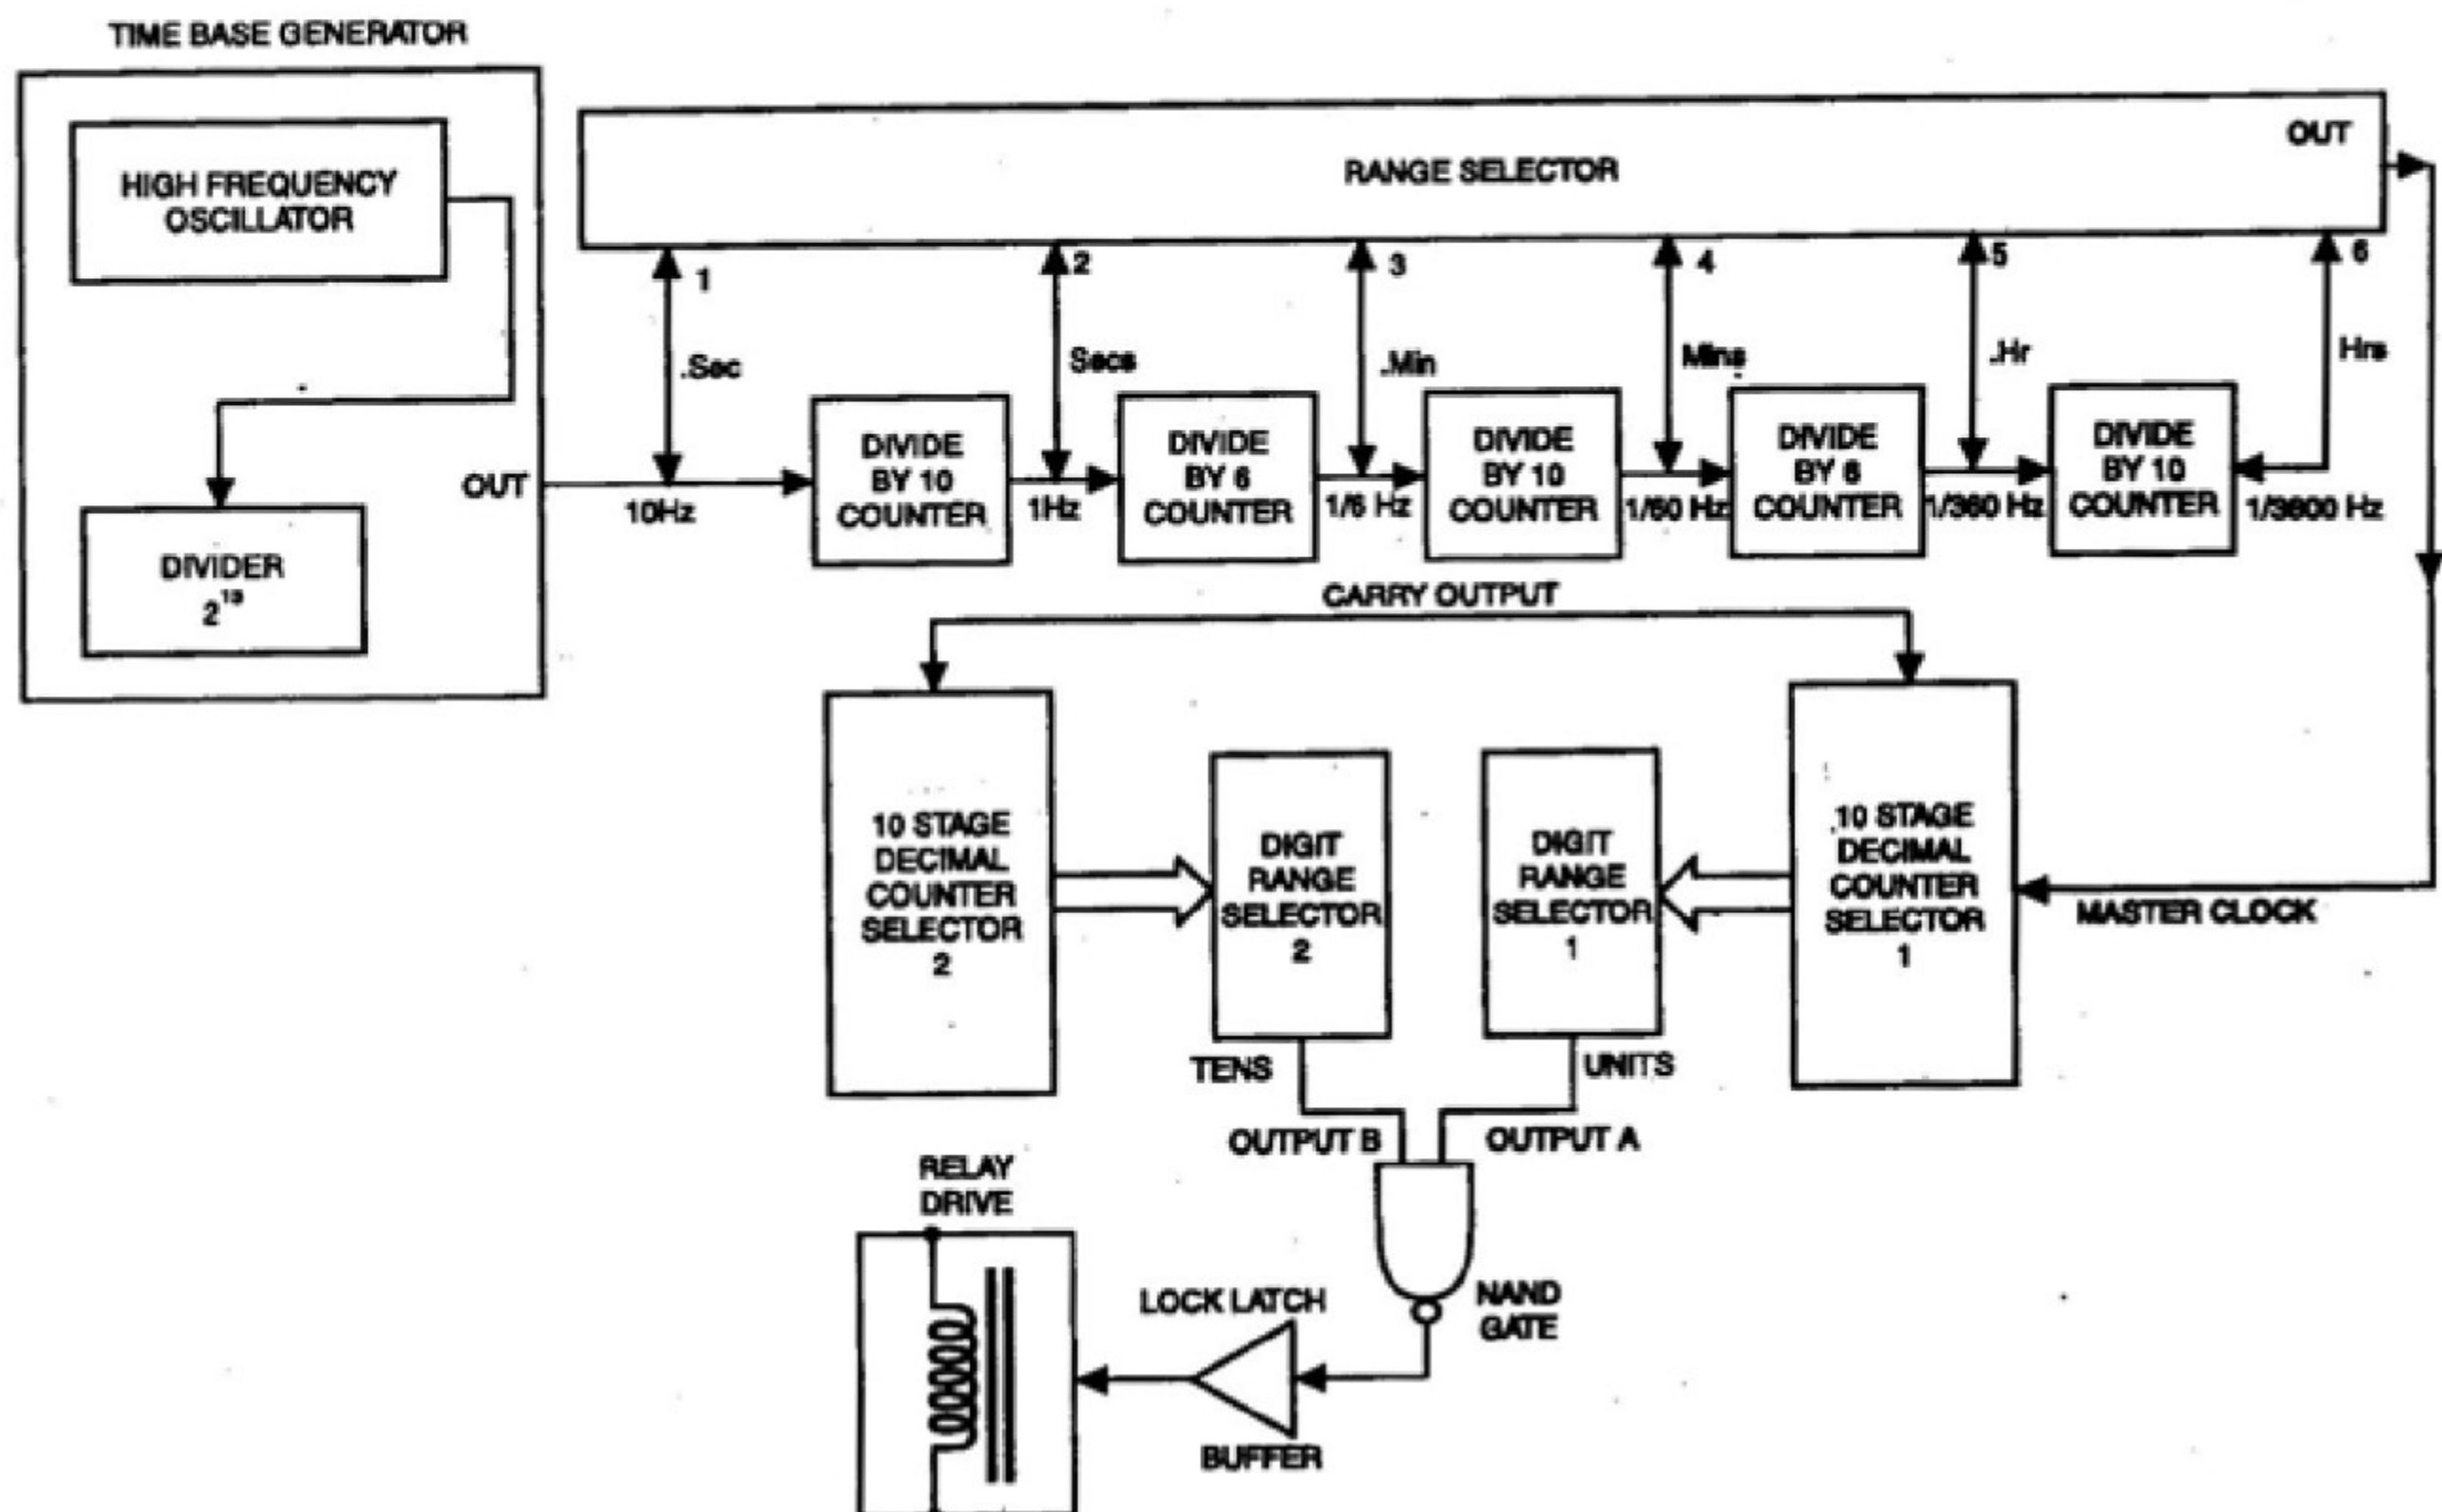 TIME BASE GENERATOR
HIGH FREQUENCY
OSCILLATOR
DIVIDER
2¹³
OUT
RANGE SELECTOR
OUT
1
2
3
4
5
6
.Sec
Secs
.Min
Mins
.Hr
Hrs
10Hz
DIVIDE
BY 10
COUNTER
1Hz
DIVIDE
BY 6
COUNTER
1/6 Hz
DIVIDE
BY 10
COUNTER
1/60 Hz
DIVIDE
BY 6
COUNTER
1/360 Hz
DIVIDE
BY 10
COUNTER
1/3600 Hz
CARRY OUTPUT
10 STAGE
DECIMAL
COUNTER
SELECTOR
2
DIGIT
RANGE
SELECTOR
2
DIGIT
RANGE
SELECTOR
1
10 STAGE
DECIMAL
COUNTER
SELECTOR
1
MASTER CLOCK
TENS
UNITS
OUTPUT B
OUTPUT A
RELAY
DRIVE
LOCK LATCH
NAND
GATE
BUFFER